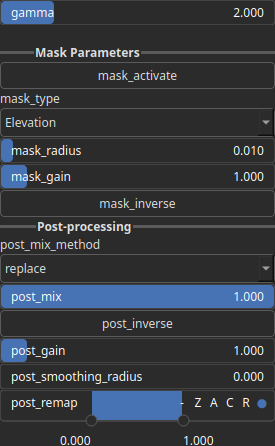 gamma 2.000
Mask Parameters
mask_activate
mask_type
Elevation
mask_radius 0.010
mask_gain 1.000
mask_inverse
Post-processing
post_mix_method
replace
post_mix 1.000
post_inverse
post_gain 1.000
post_smoothing_radius 0.000
post_remap - Z A C R
0.000 1.000